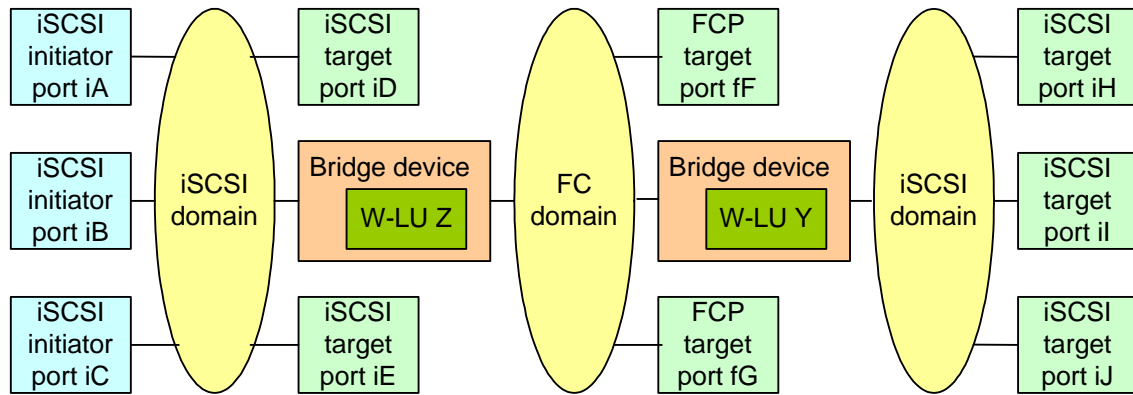 iSCSI
initiator
port iA
iSCSI
target
port iD
FCP
target
port fF
iSCSI
target
port iH
iSCSI
initiator
port iB
iSCSI
domain
Bridge device
W-LU Z
FC
domain
Bridge device
W-LU Y
iSCSI
domain
iSCSI
target
port iI
iSCSI
initiator
port iC
iSCSI
target
port iE
FCP
target
port fG
iSCSI
target
port iJ